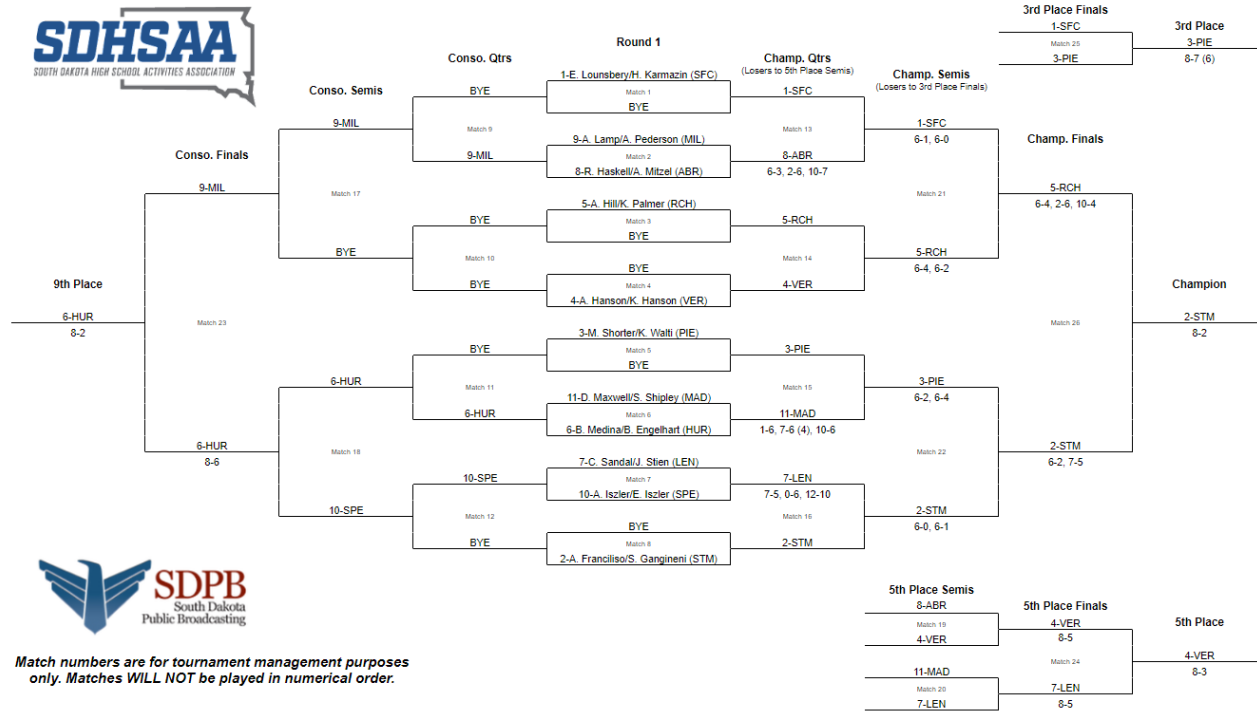 SDHSAA
SOUTH DAKOTA HIGH SCHOOL ACTIVITIES ASSOCIATION
3rd Place Finals
1-SFC
Match 25
3-PIE
3rd Place
3-PIE
8-7 (6)
Round 1
1-E. Lounsbery/H. Karmazin (SFC)
Match 1
BYE
9-A. Lamp/A. Pederson (MIL)
Match 2
8-R. Haskell/A. Mitzel (ABR)
5-A. Hill/K. Palmer (RCH)
Match 3
BYE
BYE
Match 4
4-A. Hanson/K. Hanson (VER)
3-M. Shorter/K. Walti (PIE)
Match 5
BYE
11-D. Maxwell/S. Shipley (MAD)
Match 6
6-B. Medina/B. Engelhart (HUR)
7-C. Sandal/J. Stien (LEN)
Match 7
10-A. Iszler/E. Iszler (SPE)
BYE
Match 8
2-A. Franciliso/S. Gangineni (STM)
Conso. Qtrs
BYE
Match 9
9-MIL
BYE
Match 10
BYE
BYE
Match 11
6-HUR
10-SPE
Match 12
BYE
Conso. Semis
9-MIL
Match 17
BYE
6-HUR
Match 18
10-SPE
Conso. Finals
9-MIL
Match 23
6-HUR
8-6
9th Place
6-HUR
8-2
Champ. Qtrs
(Losers to 5th Place Semis)
1-SFC
Match 13
8-ABR
6-3, 2-6, 10-7
5-RCH
Match 14
4-VER
3-PIE
Match 15
11-MAD
1-6, 7-6 (4), 10-6
7-LEN
7-5, 0-6, 12-10
Match 16
2-STM
Champ. Semis
(Losers to 3rd Place Finals)
1-SFC
6-1, 6-0
Match 21
5-RCH
6-4, 6-2
3-PIE
6-2, 6-4
Match 22
2-STM
6-0, 6-1
Champ. Finals
5-RCH
6-4, 2-6, 10-4
Match 26
2-STM
6-2, 7-5
Champion
2-STM
8-2
5th Place Semis
8-ABR
Match 19
4-VER
11-MAD
Match 20
7-LEN
5th Place Finals
4-VER
8-5
Match 24
7-LEN
8-5
5th Place
4-VER
8-3
SDPB
South Dakota
Public Broadcasting
Match numbers are for tournament management purposes
only. Matches WILL NOT be played in numerical order.